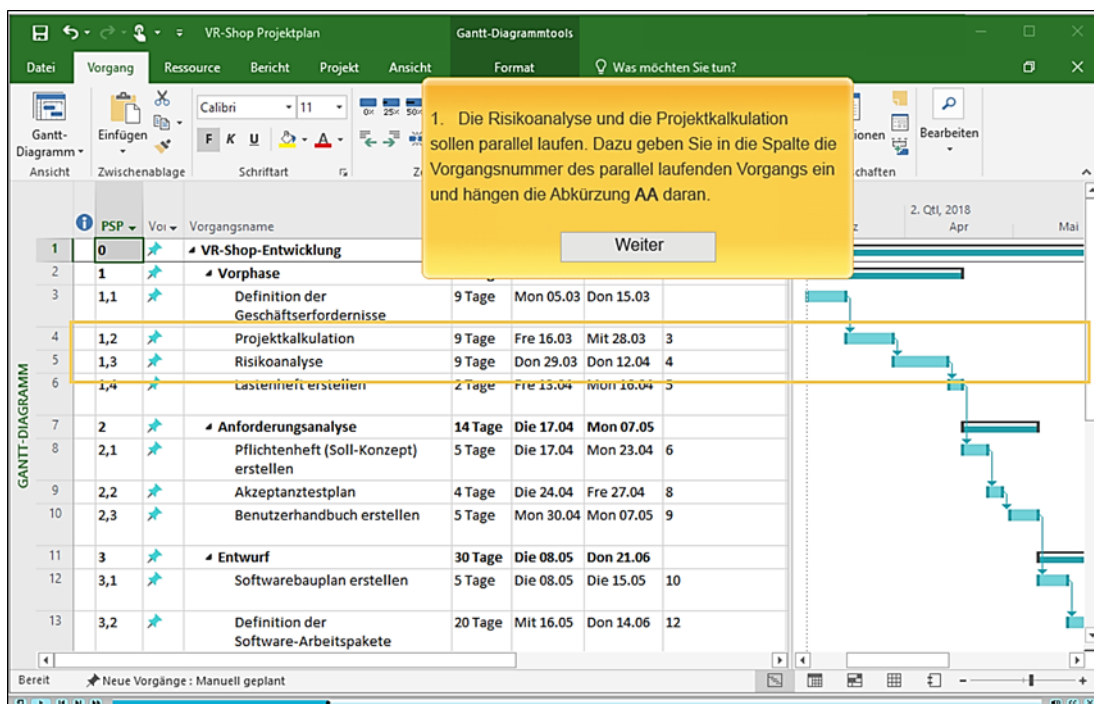 VR-Shop Projektplan
Gantt-Diagrammtools
Datei Vorgang Ressource Bericht Projekt Ansicht Format Was möchten Sie tun?
Calibri 11
F K U
Gantt-
Diagramm
Einfügen
Bearbeiten
Ansicht
Schriftart
1. Die Risikoanalyse und die Projektkalkulation
sollen parallel laufen. Dazu geben Sie in die Spalte die
Vorgangsnummer des parallel laufenden Vorgangs ein
und hängen die Abkürzung AA daran.
Weiter
2. Qtl, 2018
Apr Mai
PSP Vorgangsname
1 0 VR-Shop-Entwicklung
2 1 Vorphase
3 1,1 Definition der 9 Tage Mon 05.03 Don 15.03
Geschäftserfordernisse
4 1,2 Projektkalkulation 9 Tage Fre 16.03 Mit 28.03 3
5 1,3 Risikoanalyse 9 Tage Don 29.03 Don 12.04 4
6 1,4 Lastenheft erstellen 2 Tage Fre 13.04 Mon 16.04 5
7 2 Anforderungsanalyse 14 Tage Die 17.04 Mon 07.05
8 2,1 Pflichtenheft (Soll-Konzept) 5 Tage Die 17.04 Mon 23.04 6
erstellen
9 2,2 Akzeptanztestplan 4 Tage Die 24.04 Fre 27.04 8
10 2,3 Benutzerhandbuch erstellen 5 Tage Mon 30.04 Mon 07.05 9
11 3 Entwurf 30 Tage Die 08.05 Don 21.06
12 3,1 Softwarebauplan erstellen 5 Tage Die 08.05 Die 15.05 10
13 3,2 Definition der 20 Tage Mit 16.05 Don 14.06 12
Software-Arbeitspakete
GANTT-DIAGRAMM
Bereit Neue Vorgänge : Manuell geplant